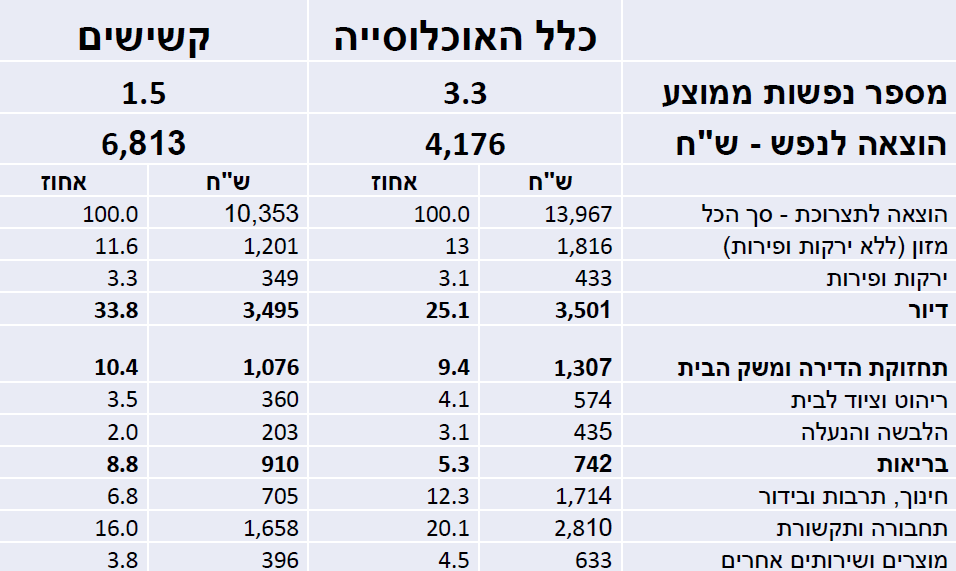 כלל האוכלוסייה קשישים
מספר נפשות ממוצע 3.3 1.5
הוצאה לנפש - ש"ח 4,176 6,813
ש"ח אחוז ש"ח אחוז
הוצאה לתצרוכת - סך הכל 13,967 100.0 10,353 100.0
מזון (ללא ירקות ופירות) 1,816 13 1,201 11.6
ירקות ופירות 433 3.1 349 3.3
דיור 3,501 25.1 3,495 33.8
תחזוקת הדירה ומשק הבית 1,307 9.4 1,076 10.4
ריהוט וציוד לבית 574 4.1 360 3.5
הלבשה והנעלה 435 3.1 203 2.0
בריאות 742 5.3 910 8.8
חינוך, תרבות ובידור 1,714 12.3 705 6.8
תחבורה ותקשורת 2,810 20.1 1,658 16.0
מוצרים ושירותים אחרים 633 4.5 396 3.8